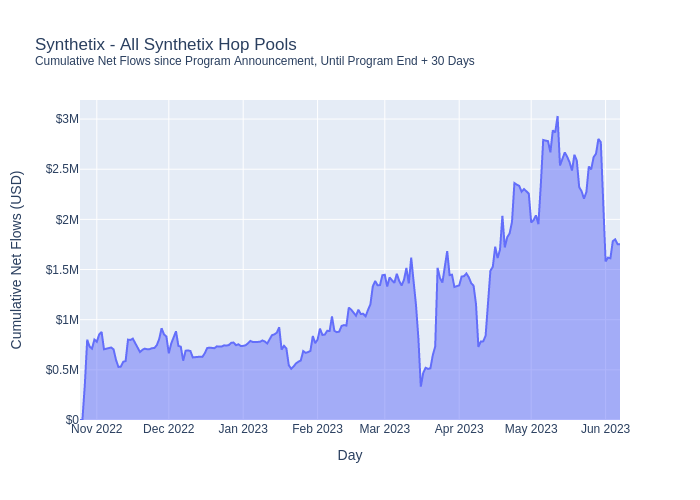 Synthetix - All Synthetix Hop Pools
Cumulative Net Flows since Program Announcement, Until Program End + 30 Days
Cumulative Net Flows (USD)
$3M
$2.5M
$2M
$1.5M
$1M
$0.5M
$0
Nov 2022 Dec 2022 Jan 2023 Feb 2023 Mar 2023 Apr 2023 May 2023 Jun 2023
Day